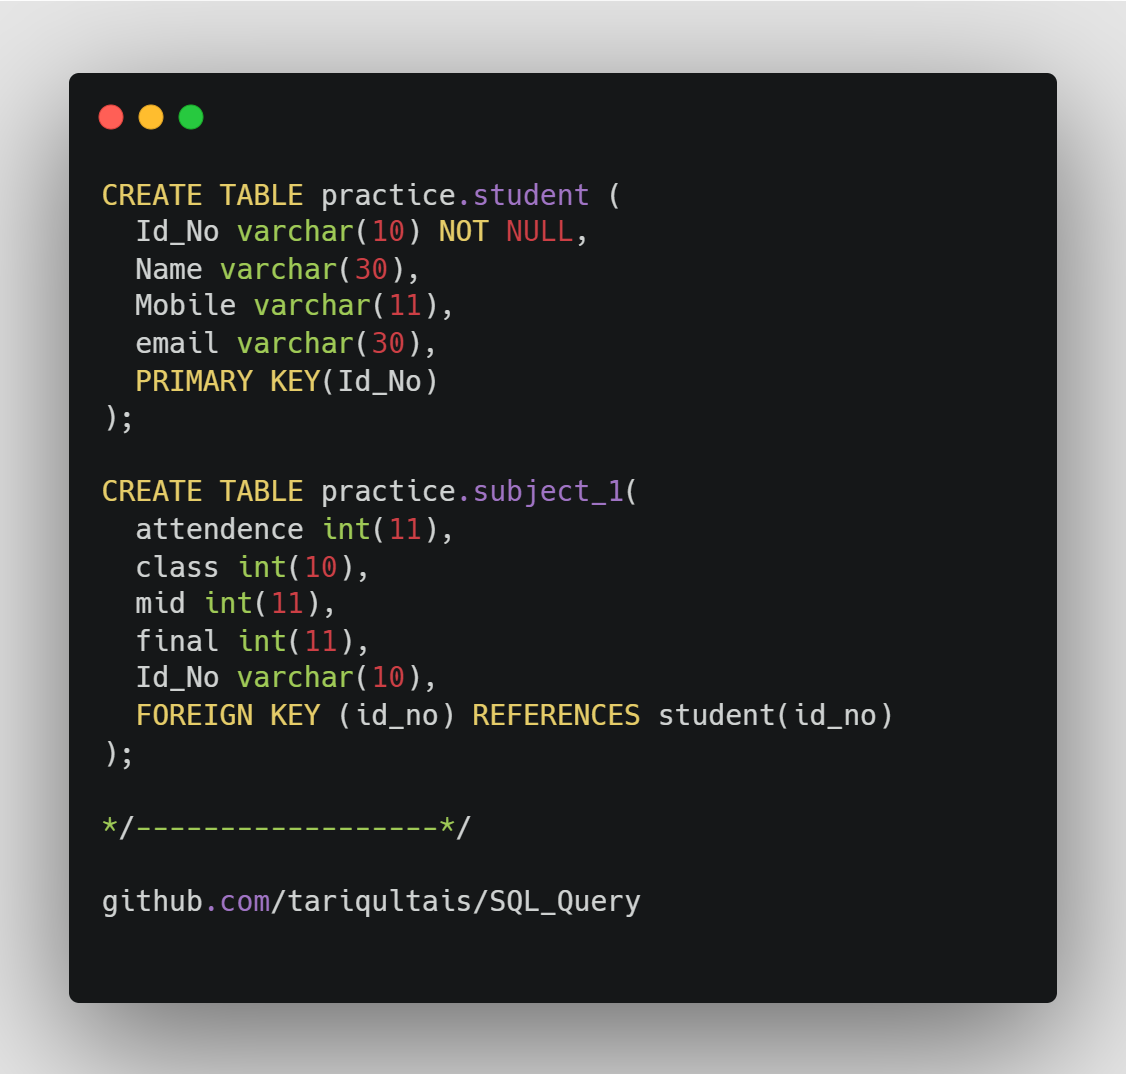 CREATE TABLE practice.student (
  Id_No varchar(10) NOT NULL,
  Name varchar(30),
  Mobile varchar(11),
  email varchar(30),
  PRIMARY KEY(Id_No)
);

CREATE TABLE practice.subject_1(
  attendence int(11),
  class int(10),
  mid int(11),
  final int(11),
  Id_No varchar(10),
  FOREIGN KEY (id_no) REFERENCES student(id_no)
);

*/------------------*/

github.com/tariqultais/SQL_Query